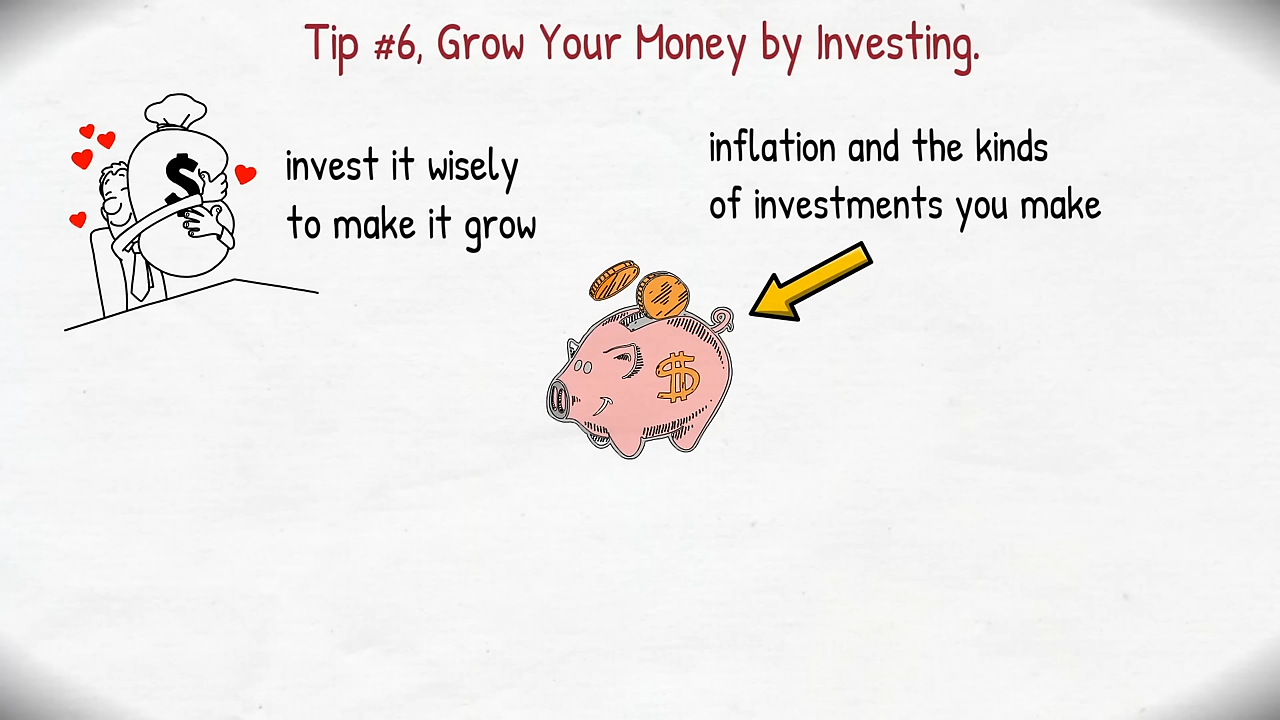 Tip #6, Grow Your Money by Investing.
invest it wisely
to make it grow
inflation and the kinds
of investments you make
$
$